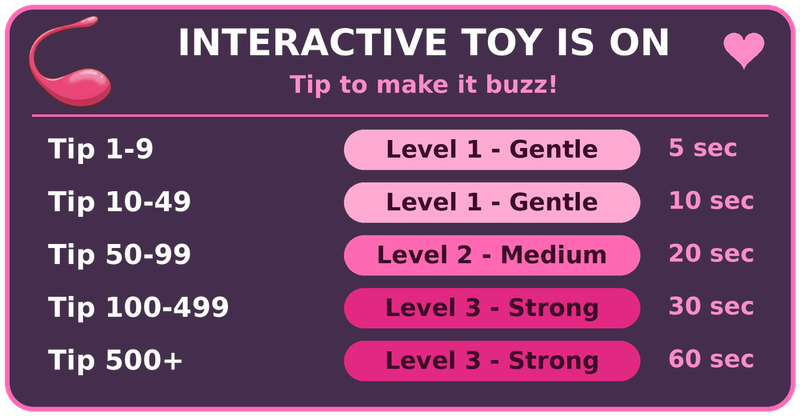 INTERACTIVE TOY IS ON
Tip to make it buzz!
Tip 1-9 Level 1 - Gentle 5 sec
Tip 10-49 Level 1 - Gentle 10 sec
Tip 50-99 Level 2 - Medium 20 sec
Tip 100-499 Level 3 - Strong 30 sec
Tip 500+ Level 3 - Strong 60 sec